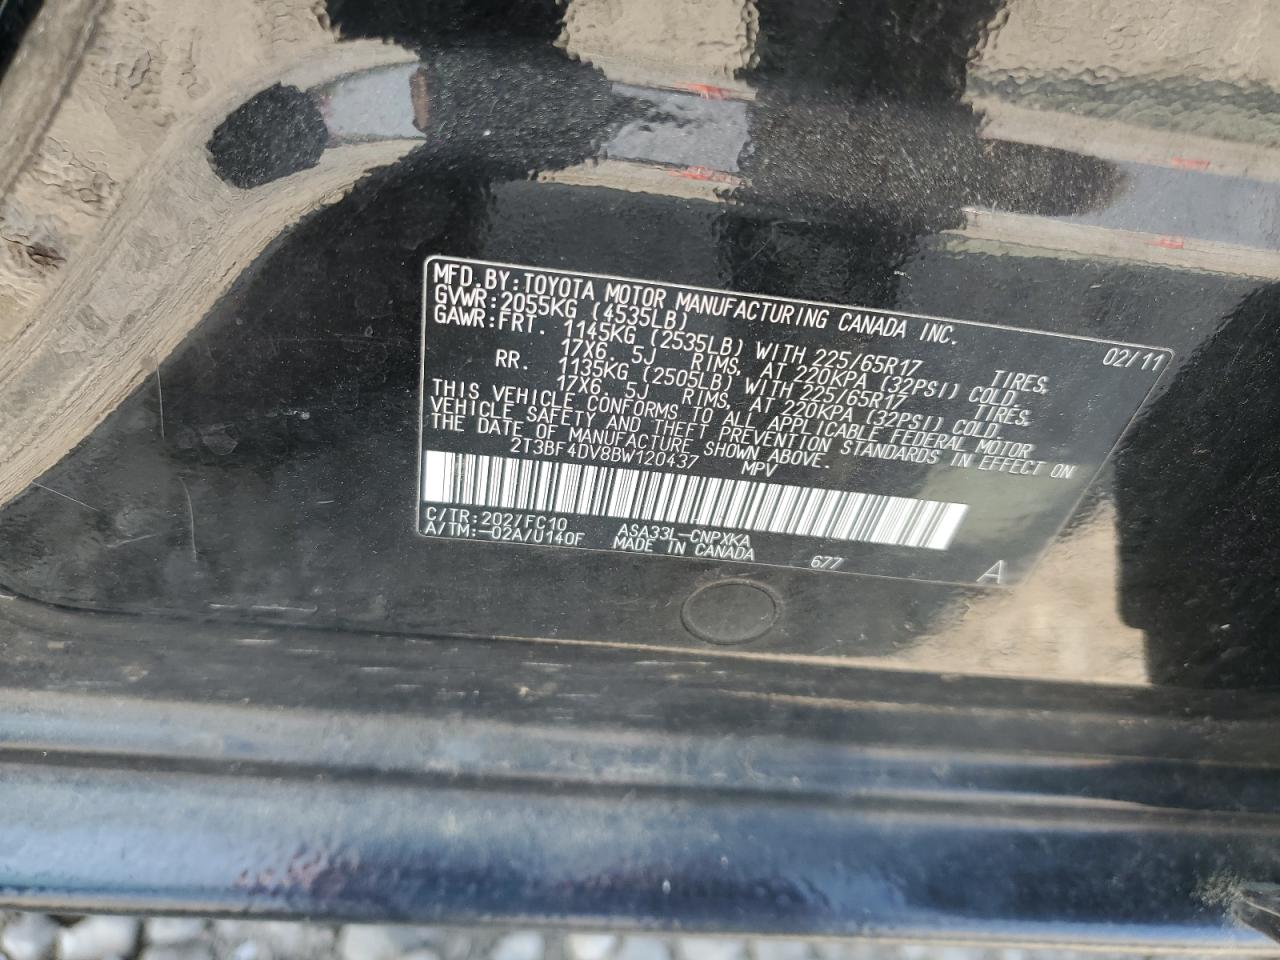 MFD.BY:TOYOTA MOTOR MANUFACTURING CANADA INC. 02/11
GVWR:2055KG (4535LB)
GAWR:FRT. 1145KG (2535LB) WITH 225/65R17 TIRES,
17X6. 5J RIMS, AT 220KPA (32PSI) COLD
RR. 1135KG (2505LB) WITH 225/65R17 TIRES,
17X6. 5J RIMS, AT 220KPA (32PSI) COLD.
THIS VEHICLE CONFORMS TO ALL APPLICABLE FEDERAL MOTOR
VEHICLE SAFETY AND THEFT PREVENTION STANDARDS IN EFFECT ON
THE DATE OF MANUFACTURE SHOWN ABOVE.
2T3BF4DV8BW120437 MPV
C/TR:202/FC10 ASA33L-CNPXKA
A/TM:-02A/U140F MADE IN CANADA 677 A